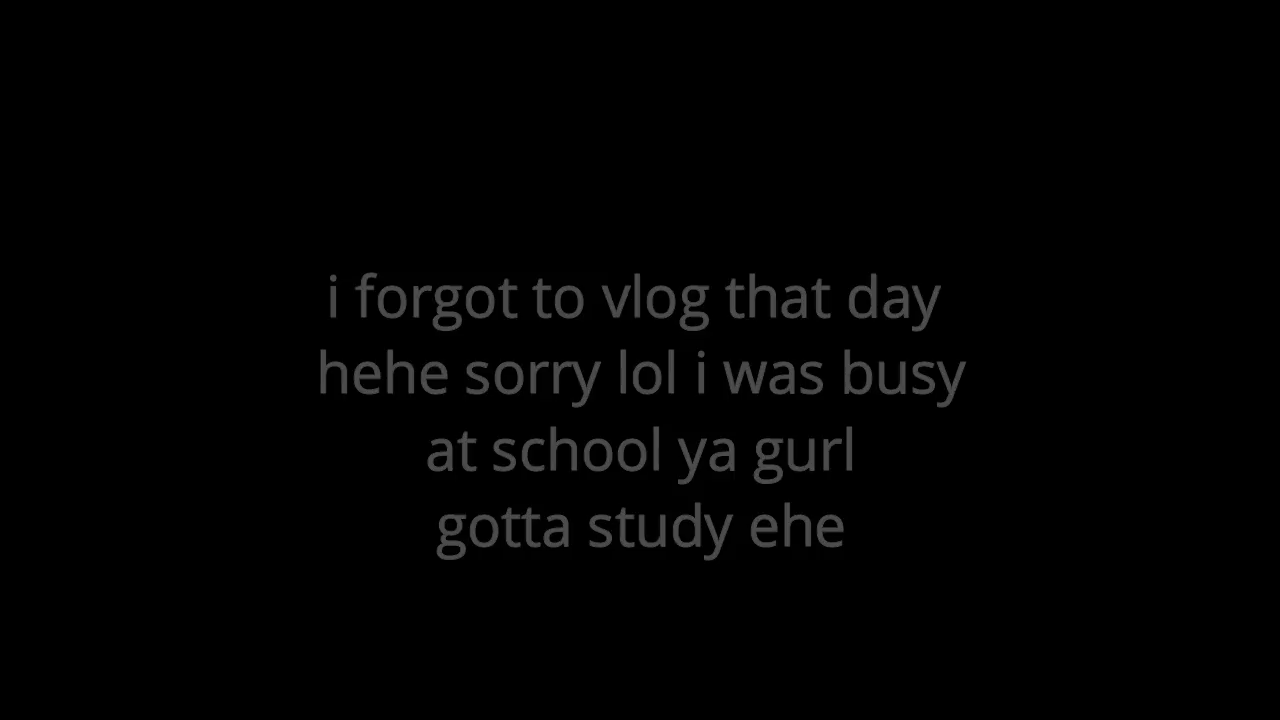 i forgot to vlog that day
hehe sorry lol i was busy
at school ya gurl
gotta study ehe